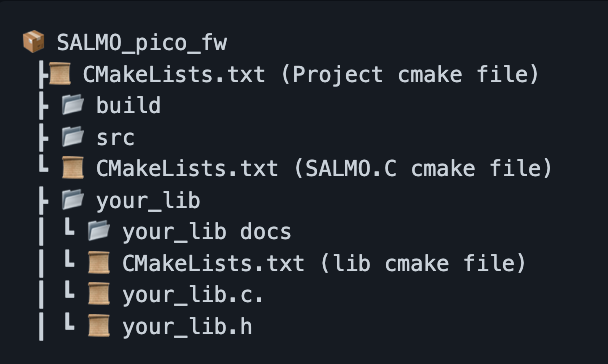 SALMO_pico_fw
CMakeLists.txt (Project cmake file)
build
src
CMakeLists.txt (SALMO.C cmake file)
your_lib
your_lib docs
CMakeLists.txt (lib cmake file)
your_lib.c.
your_lib.h